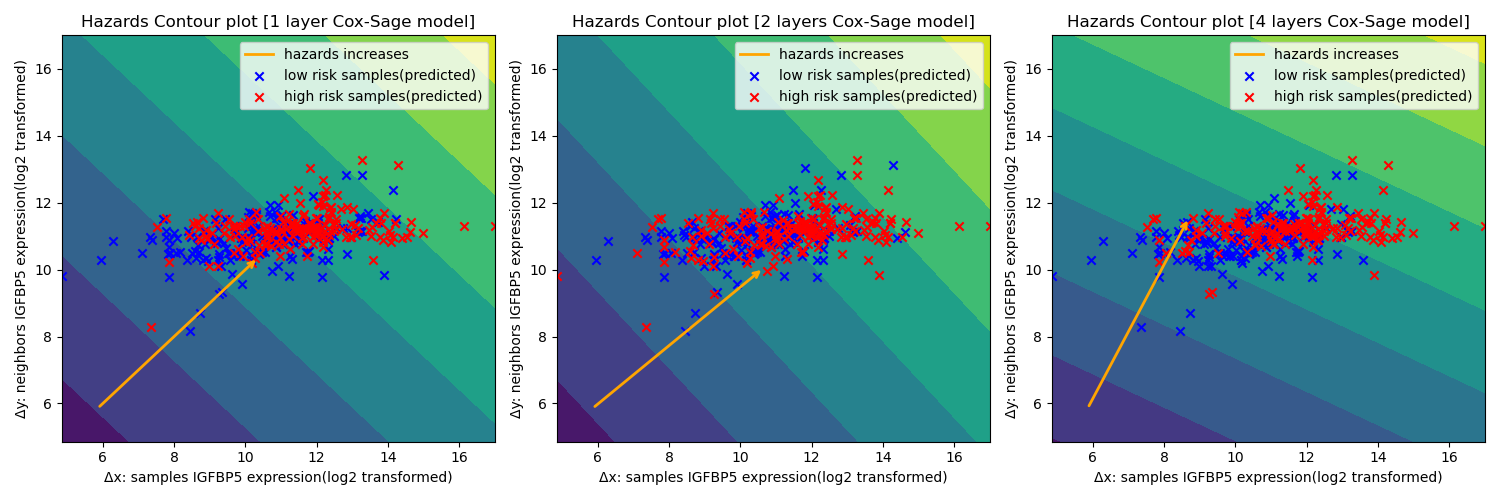 Hazards Contour plot [1 layer Cox-Sage model]
hazards increases
low risk samples(predicted)
high risk samples(predicted)
16
14
12
10
8
6
Δy: neighbors IGFBP5 expression(log2 transformed)
6 8 10 12 14 16
Δx: samples IGFBP5 expression(log2 transformed)
Hazards Contour plot [2 layers Cox-Sage model]
hazards increases
low risk samples(predicted)
high risk samples(predicted)
16
14
12
10
8
6
Δy: neighbors IGFBP5 expression(log2 transformed)
6 8 10 12 14 16
Δx: samples IGFBP5 expression(log2 transformed)
Hazards Contour plot [4 layers Cox-Sage model]
hazards increases
low risk samples(predicted)
high risk samples(predicted)
16
14
12
10
8
6
Δy: neighbors IGFBP5 expression(log2 transformed)
6 8 10 12 14 16
Δx: samples IGFBP5 expression(log2 transformed)